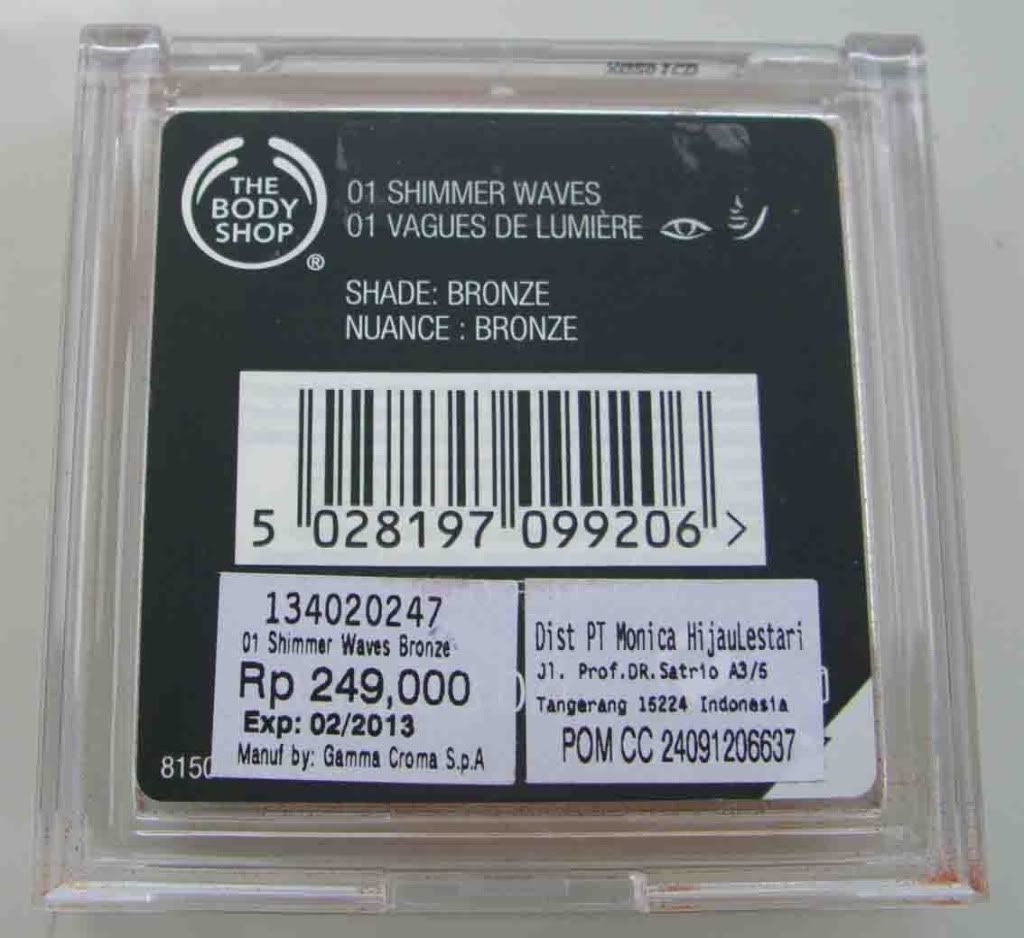 THE
BODY
SHOP
®
01 SHIMMER WAVES
01 VAGUES DE LUMIÈRE
SHADE: BRONZE
NUANCE : BRONZE
5 028197 099206 >
134020247
01 Shimmer Waves Bronze
Rp 249,000
Exp: 02/2013
Manuf by: Gamma Croma S.p.A
Dist PT Monica HijauLestari
Jl. Prof.DR.Satrio A3/5
Tangerang 15224 Indonesia
POM CC 24091206637
8150